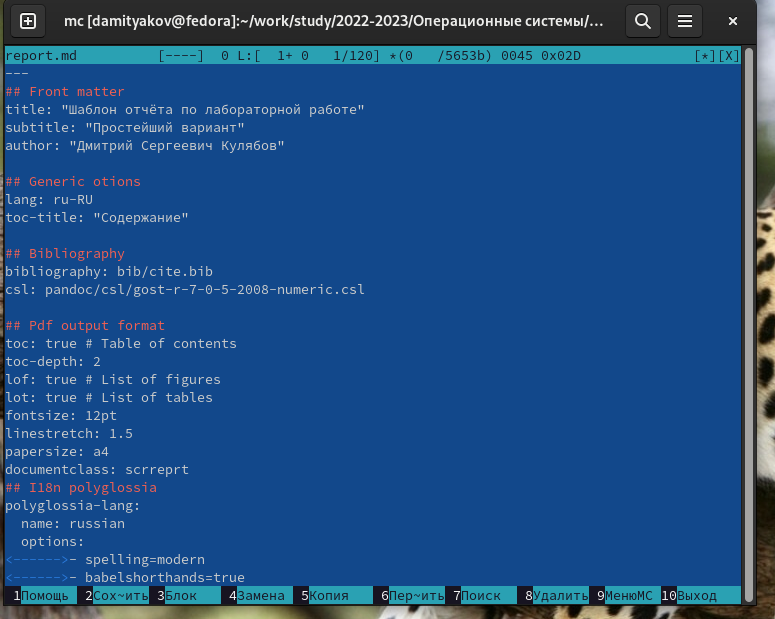 mc [damityakov@fedora]:~/work/study/2022-2023/Операционные системы/...
report.md [----] 0 L:[ 1+ 0 1/120] *(0 /5653b) 0045 0x02D [*][X]
---
## Front matter
title: "Шаблон отчёта по лабораторной работе"
subtitle: "Простейший вариант"
author: "Дмитрий Сергеевич Кулябов"
## Generic otions
lang: ru-RU
toc-title: "Содержание"
## Bibliography
bibliography: bib/cite.bib
csl: pandoc/csl/gost-r-7-0-5-2008-numeric.csl
## Pdf output format
toc: true # Table of contents
toc-depth: 2
lof: true # List of figures
lot: true # List of tables
fontsize: 12pt
linestretch: 1.5
papersize: a4
documentclass: scrreprt
## I18n polyglossia
polyglossia-lang:
  name: russian
  options:
<------>- spelling=modern
<------>- babelshorthands=true
1Помощь 2Сох~ить 3Блок 4Замена 5Копия 6Пер~ить 7Поиск 8Удалить 9МенюMC 10Выход